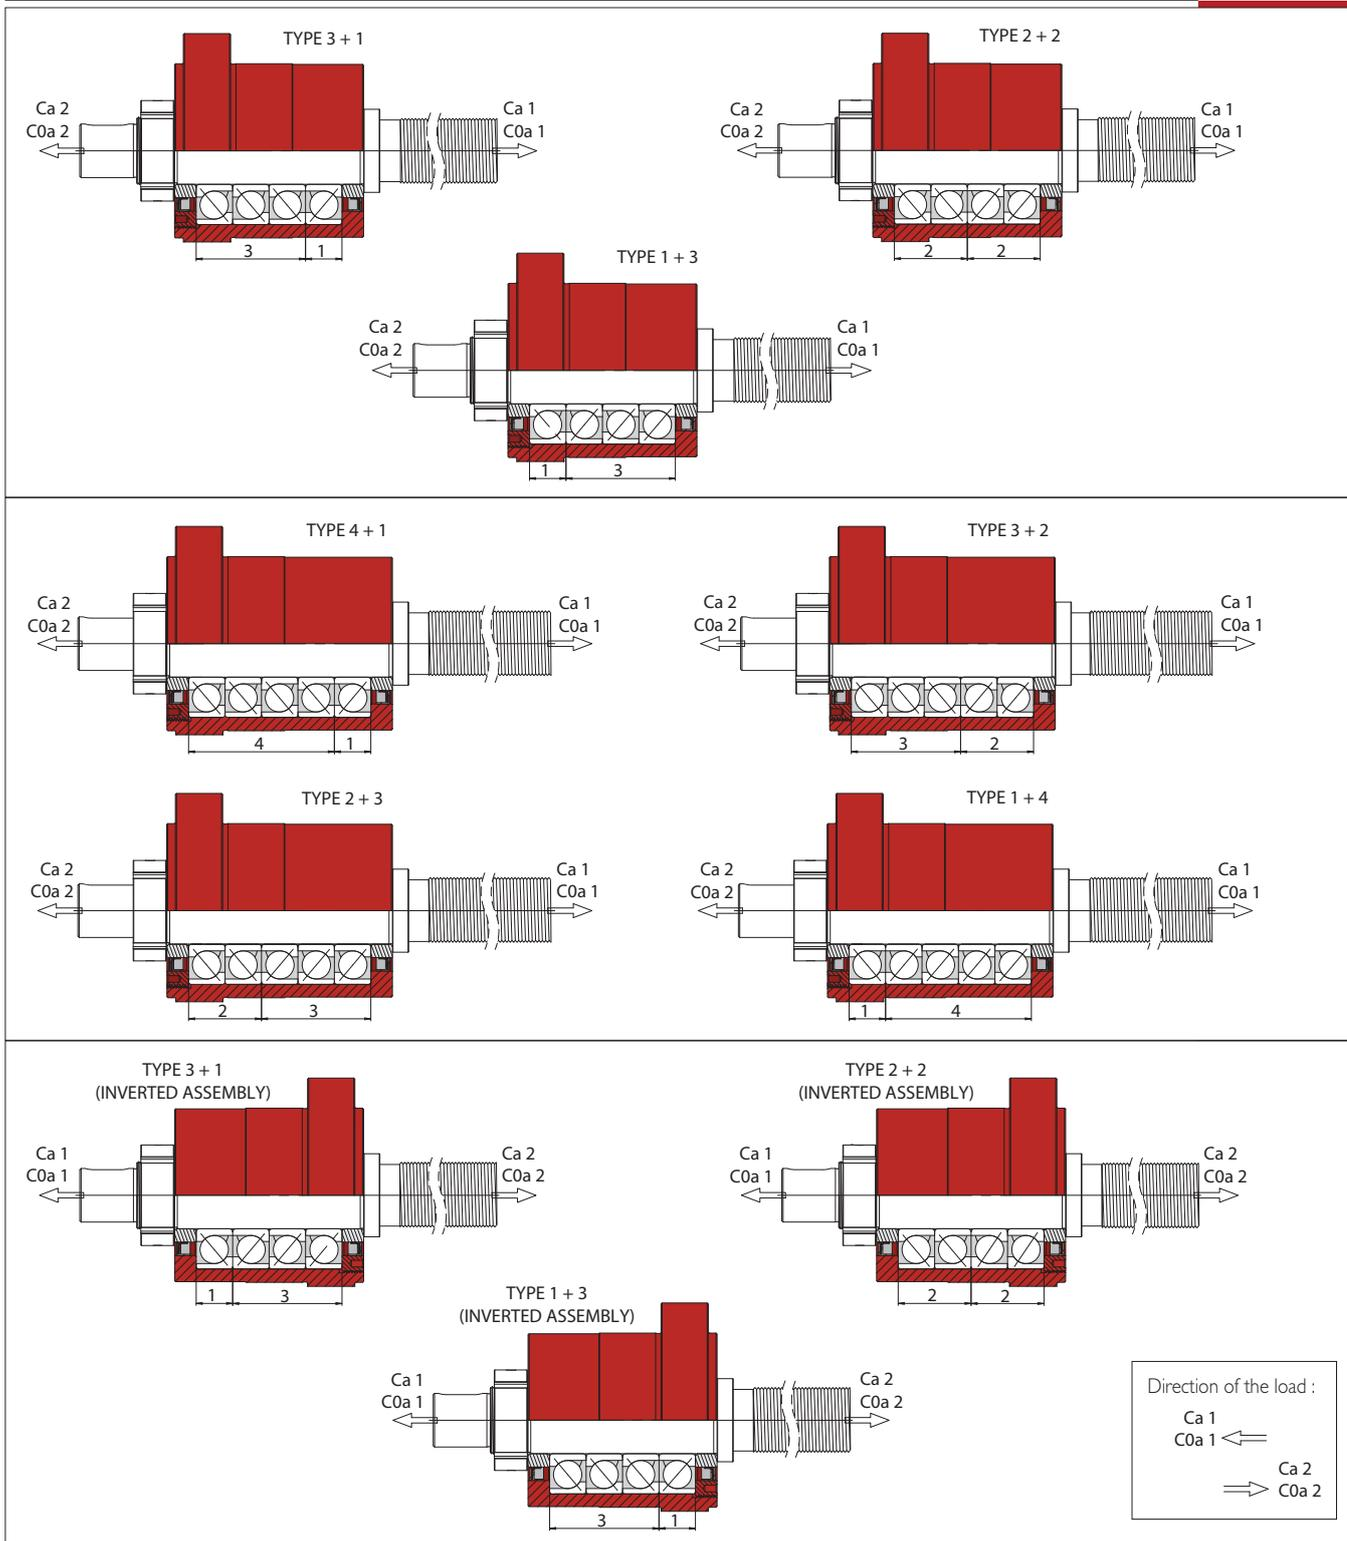 TYPE 3 + 1
Ca 2
C0a 2
Ca 1
C0a 1
3
1
TYPE 2 + 2
Ca 2
C0a 2
Ca 1
C0a 1
2
2
TYPE 1 + 3
Ca 2
C0a 2
Ca 1
C0a 1
1
3
TYPE 4 + 1
Ca 2
C0a 2
Ca 1
C0a 1
4
1
TYPE 3 + 2
Ca 2
C0a 2
Ca 1
C0a 1
3
2
TYPE 2 + 3
Ca 2
C0a 2
Ca 1
C0a 1
2
3
TYPE 1 + 4
Ca 2
C0a 2
Ca 1
C0a 1
1
4
TYPE 3 + 1
(INVERTED ASSEMBLY)
Ca 1
C0a 1
Ca 2
C0a 2
1
3
TYPE 2 + 2
(INVERTED ASSEMBLY)
Ca 1
C0a 1
Ca 2
C0a 2
2
2
TYPE 1 + 3
(INVERTED ASSEMBLY)
Ca 1
C0a 1
Ca 2
C0a 2
3
1
Direction of the load :
Ca 1
C0a 1
Ca 2
C0a 2